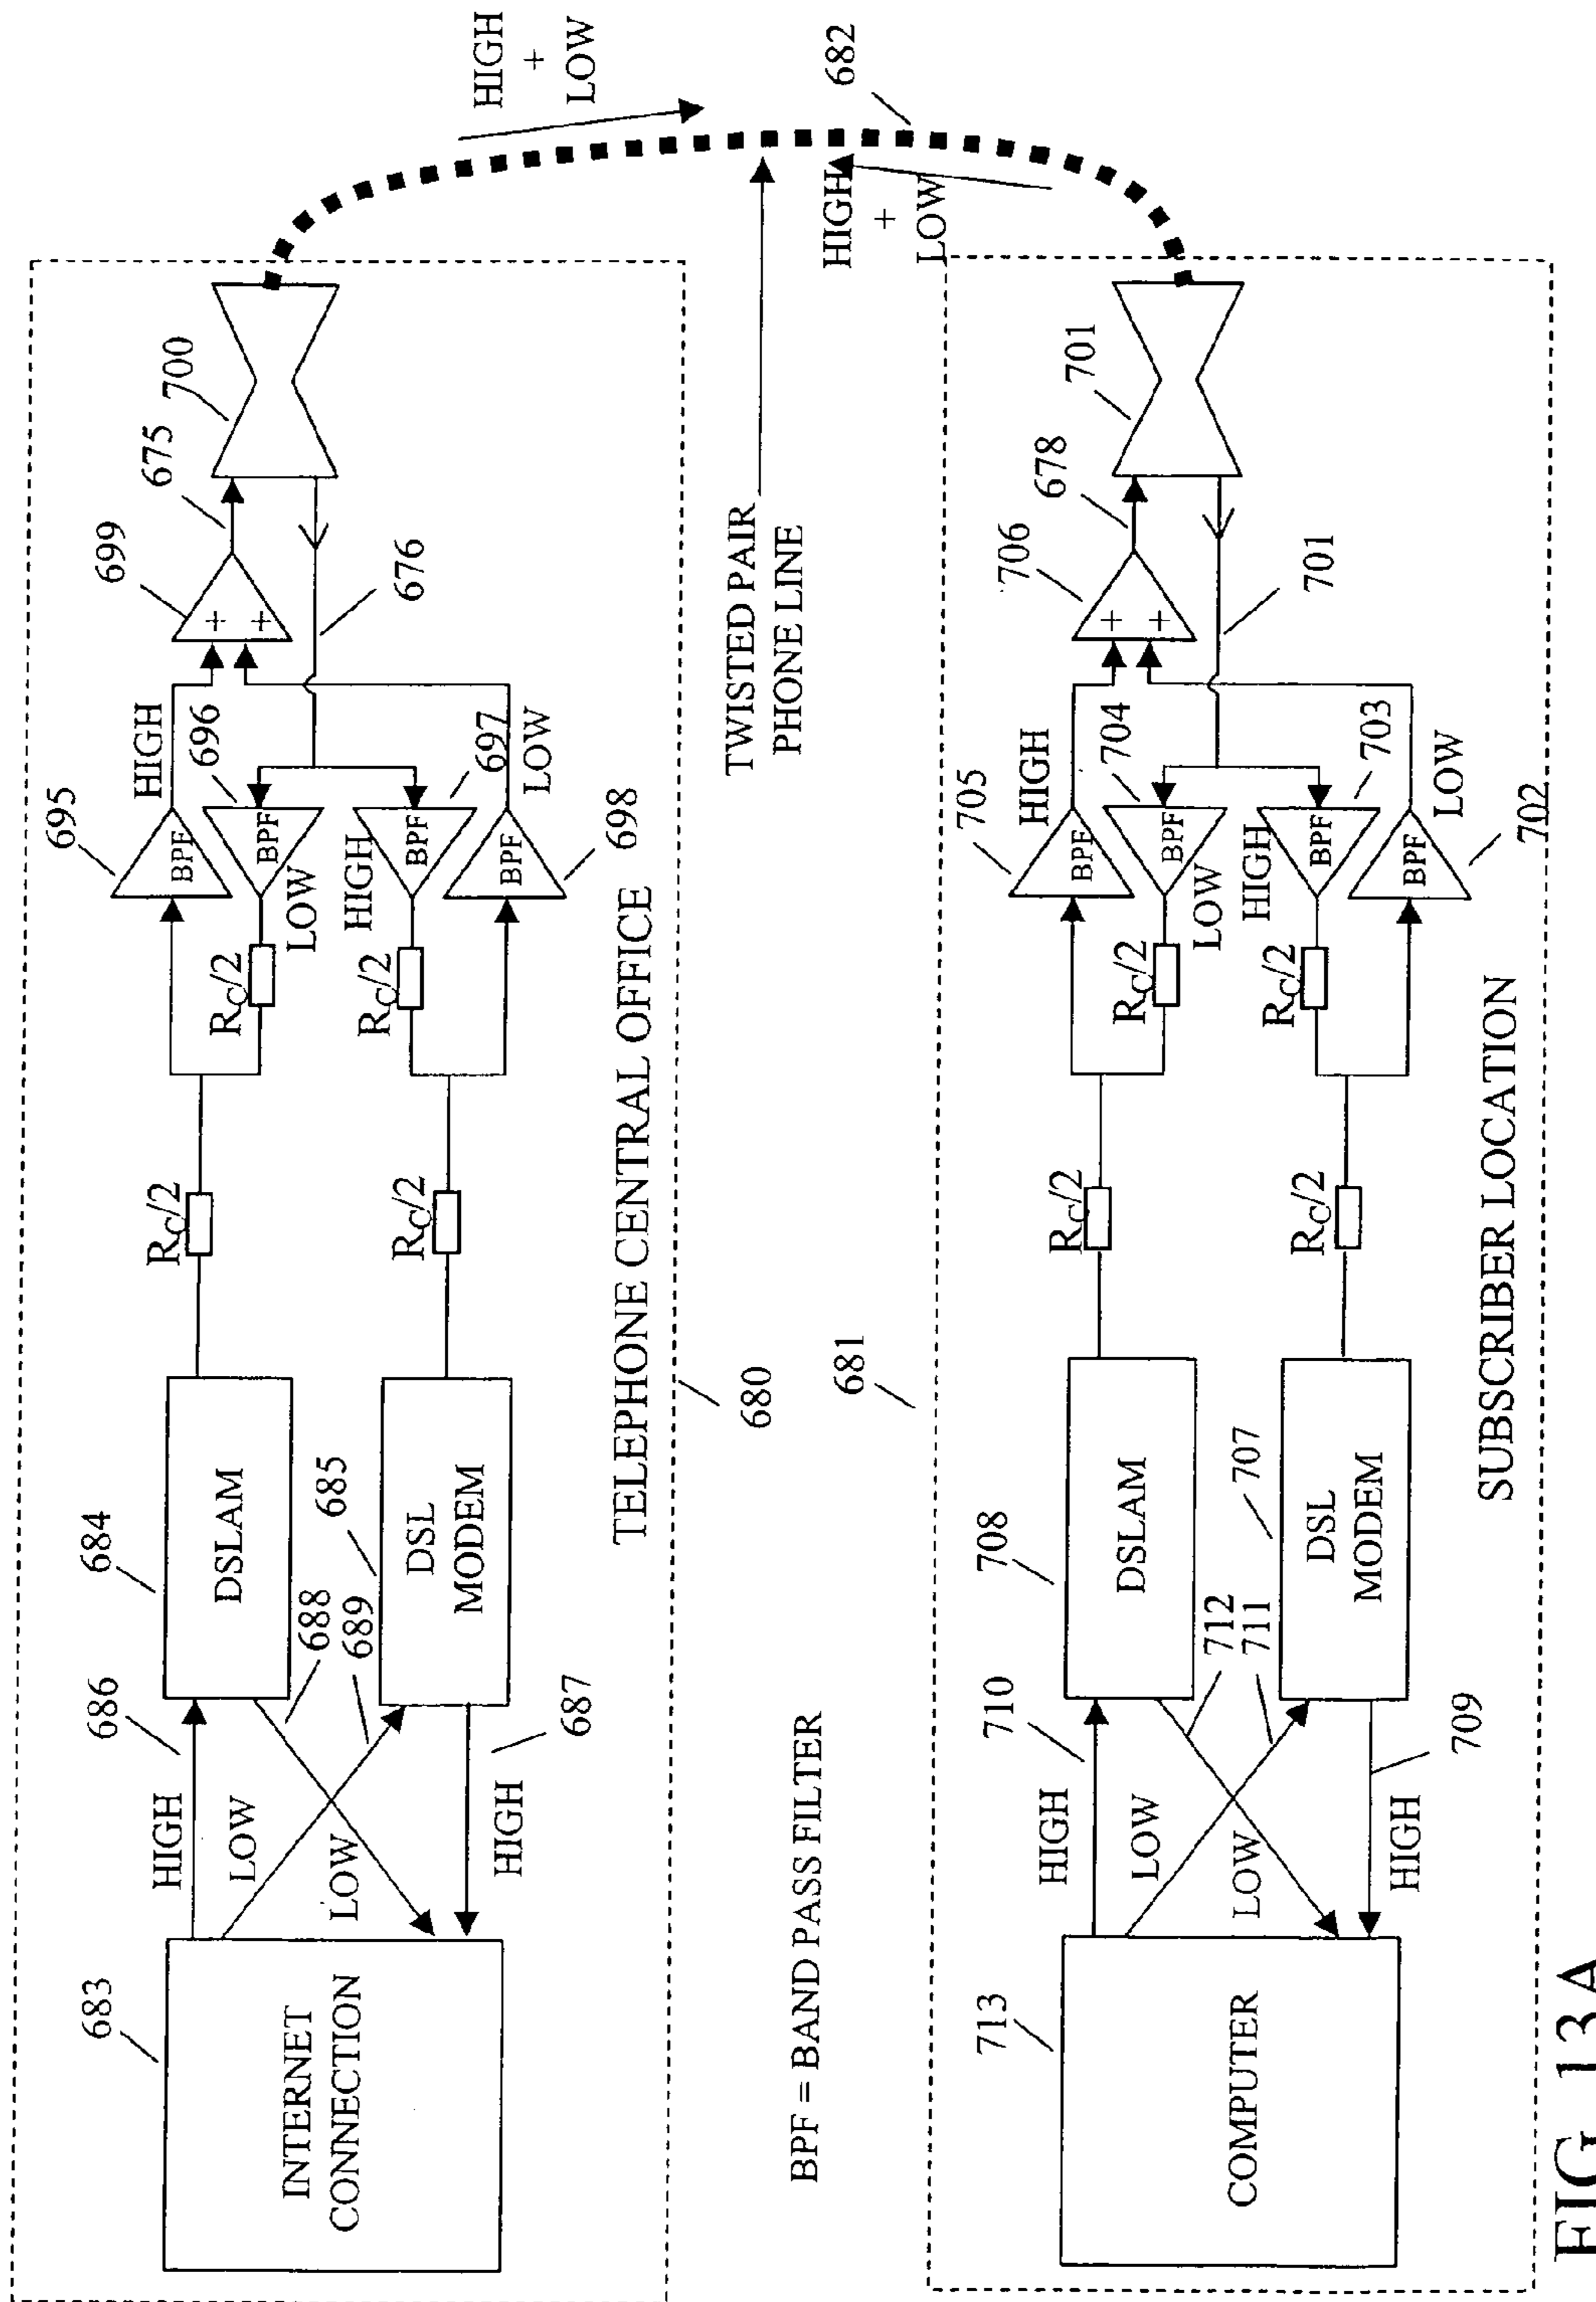 683
INTERNET
CONNECTION
686
HIGH
LOW
LOW
HIGH
687
688
689
684
DSLAM
685
DSL
MODEM
RC/2
RC/2
RC/2
RC/2
695
BPF
HIGH
696
BPF
LOW
HIGH
BPF
697
BPF
LOW
698
699
+
+
675
676
700
TELEPHONE CENTRAL OFFICE
680
HIGH
+
LOW
682
HIGH
+
LOW
TWISTED PAIR
PHONE LINE
BPF = BAND PASS FILTER
681
713
COMPUTER
710
HIGH
LOW
LOW
HIGH
709
712
711
708
DSLAM
707
DSL
MODEM
RC/2
RC/2
RC/2
RC/2
705
BPF
HIGH
704
BPF
LOW
HIGH
BPF
703
BPF
LOW
702
706
+
+
678
701
701
SUBSCRIBER LOCATION
FIG 13A